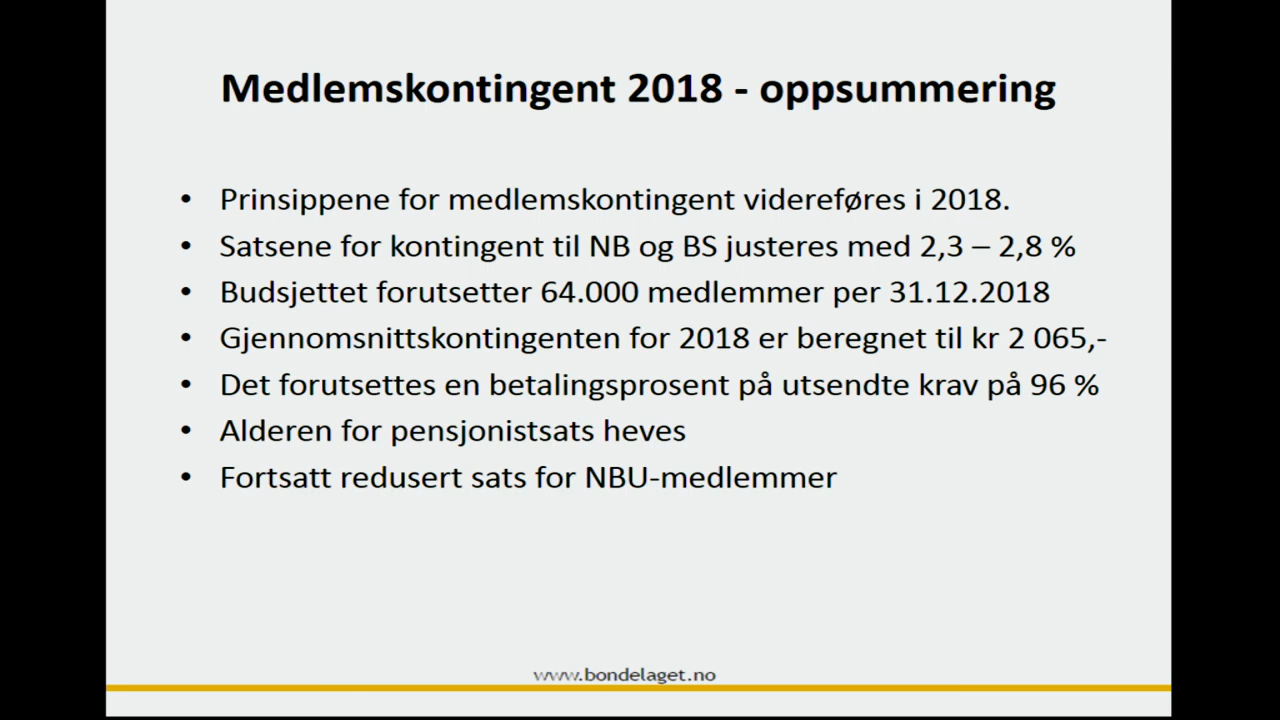 Medlemskontingent 2018 - oppsummering
• Prinsippene for medlemskontingent videreføres i 2018.
• Satsene for kontingent til NB og BS justeres med 2,3 – 2,8 %
• Budsjettet forutsetter 64.000 medlemmer per 31.12.2018
• Gjennomsnittskontingenten for 2018 er beregnet til kr 2 065,-
• Det forutsettes en betalingsprosent på utsendte krav på 96 %
• Alderen for pensjonistsats heves
• Fortsatt redusert sats for NBU-medlemmer
www.bondelaget.no